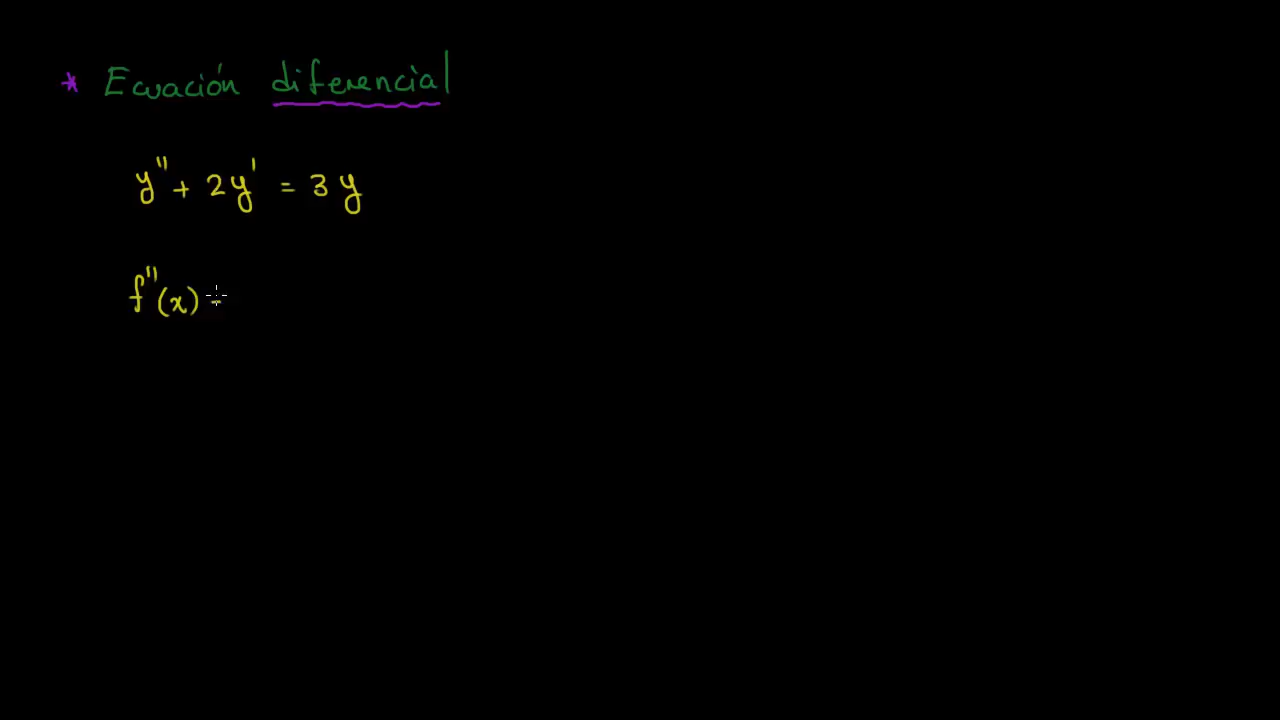 * Ecuación diferencial
y'' + 2y' = 3y
f''(x) -